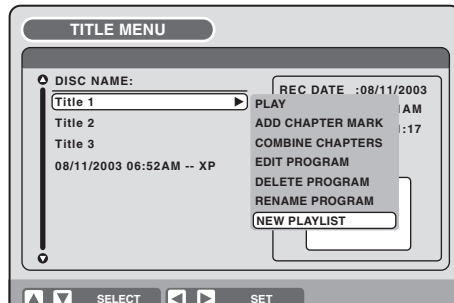 TITLE MENU
DISC NAME:
Title 1
Title 2
Title 3
08/11/2003 06:52AM -- XP
REC DATE :08/11/2003
1AM
1:17
PLAY
ADD CHAPTER MARK
COMBINE CHAPTERS
EDIT PROGRAM
DELETE PROGRAM
RENAME PROGRAM
NEW PLAYLIST
SELECT SET